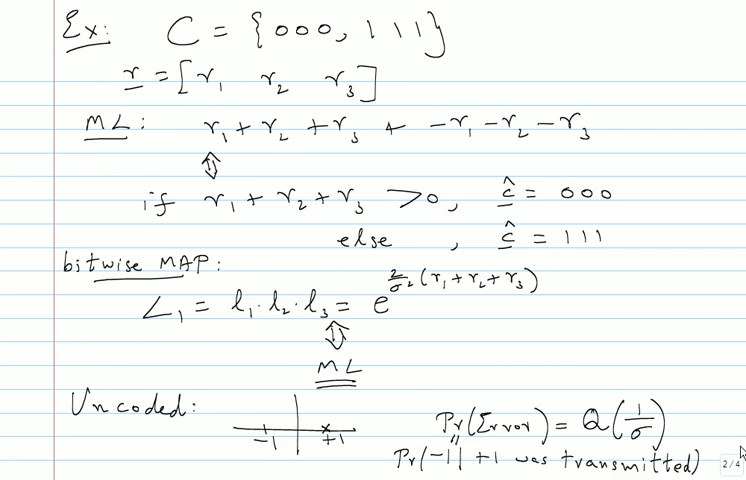 Ex: C = {000, 111}
r = [r₁ r₂ r₃]
ML: r₁ + r₂ + r₃ + -r₁ - r₂ - r₃
⇕
if r₁ + r₂ + r₃ > 0, ĉ = 000
else , ĉ = 111
bitwise MAP:
L₁ = l₁ · l₂ · l₃ = e^{2/σ² (r₁ + r₂ + r₃)}
⇕
ML
Uncoded: -1 +1 Pr(Error) = Q(1/σ)
Pr(-1 | +1 was transmitted)
2/4